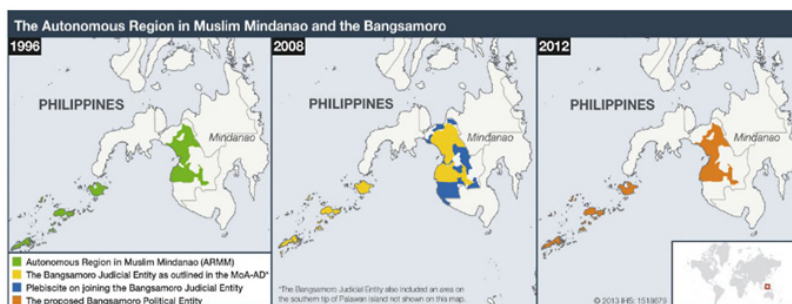 The Autonomous Region in Muslim Mindanao and the Bangsamoro
1996
PHILIPPINES
Mindanao
Autonomous Region in Muslim Mindanao (ARMM)
The Bangsamoro Judicial Entity as outlined in the MoA-AD*
Plebiscite on joining the Bangsamoro Judicial Entity
The proposed Bangsamoro Political Entity
2008
PHILIPPINES
Mindanao
*The Bangsamoro Judicial Entity also included an area on
the southern tip of Palawan island not shown on this map.
2012
PHILIPPINES
Mindanao
© 2013 IHS: